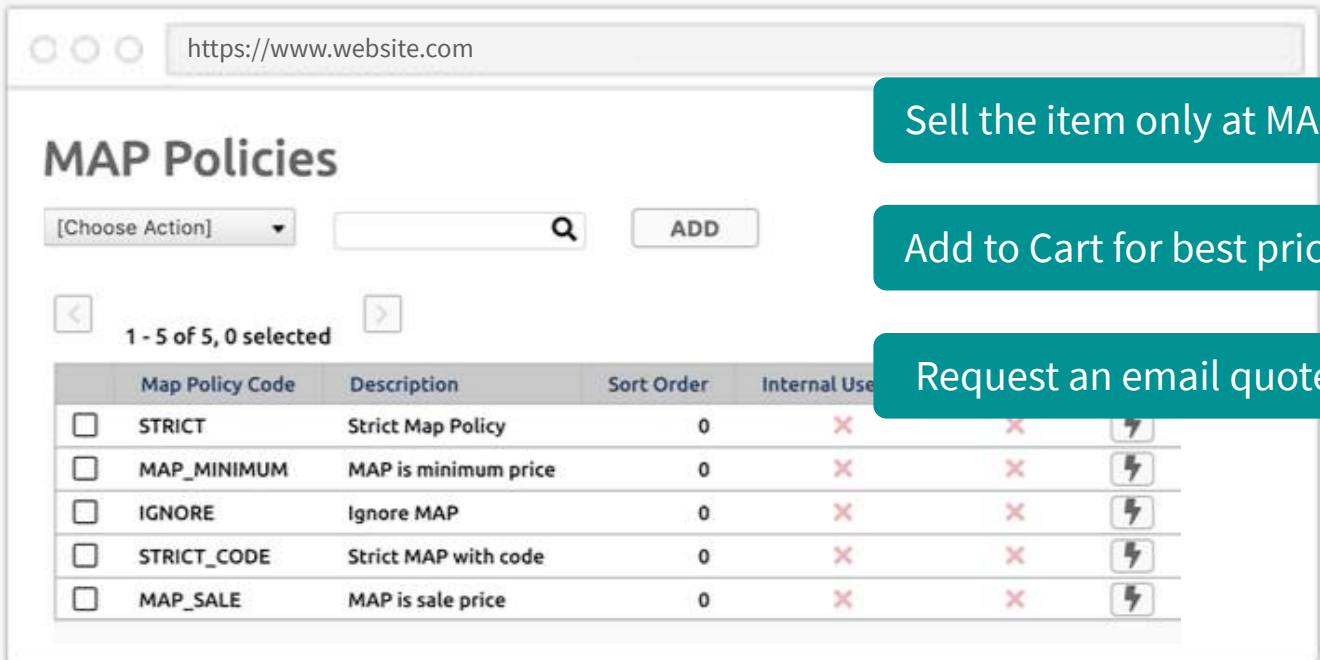 https://www.website.com
Sell the item only at MA
MAP Policies
[Choose Action]
ADD
Add to Cart for best pric
1 - 5 of 5, 0 selected
Request an email quote
Map Policy Code Description Sort Order Internal Use
STRICT Strict Map Policy 0
MAP_MINIMUM MAP is minimum price 0
IGNORE Ignore MAP 0
STRICT_CODE Strict MAP with code 0
MAP_SALE MAP is sale price 0